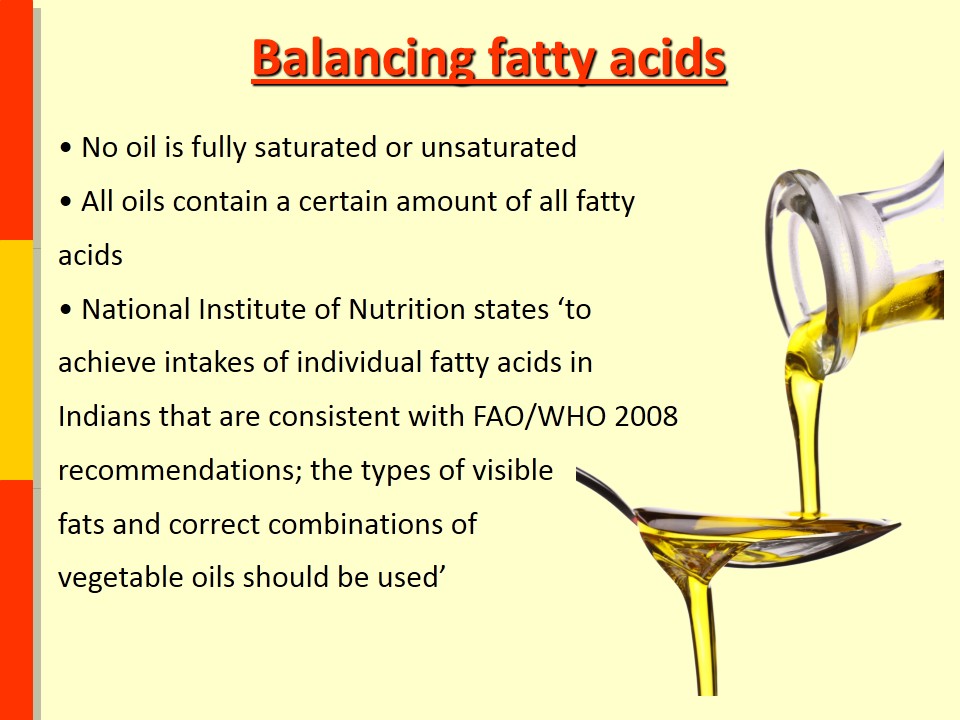 Balancing fatty acids
• No oil is fully saturated or unsaturated
• All oils contain a certain amount of all fatty
acids
• National Institute of Nutrition states ‘to
achieve intakes of individual fatty acids in
Indians that are consistent with FAO/WHO 2008
recommendations; the types of visible
fats and correct combinations of
vegetable oils should be used’